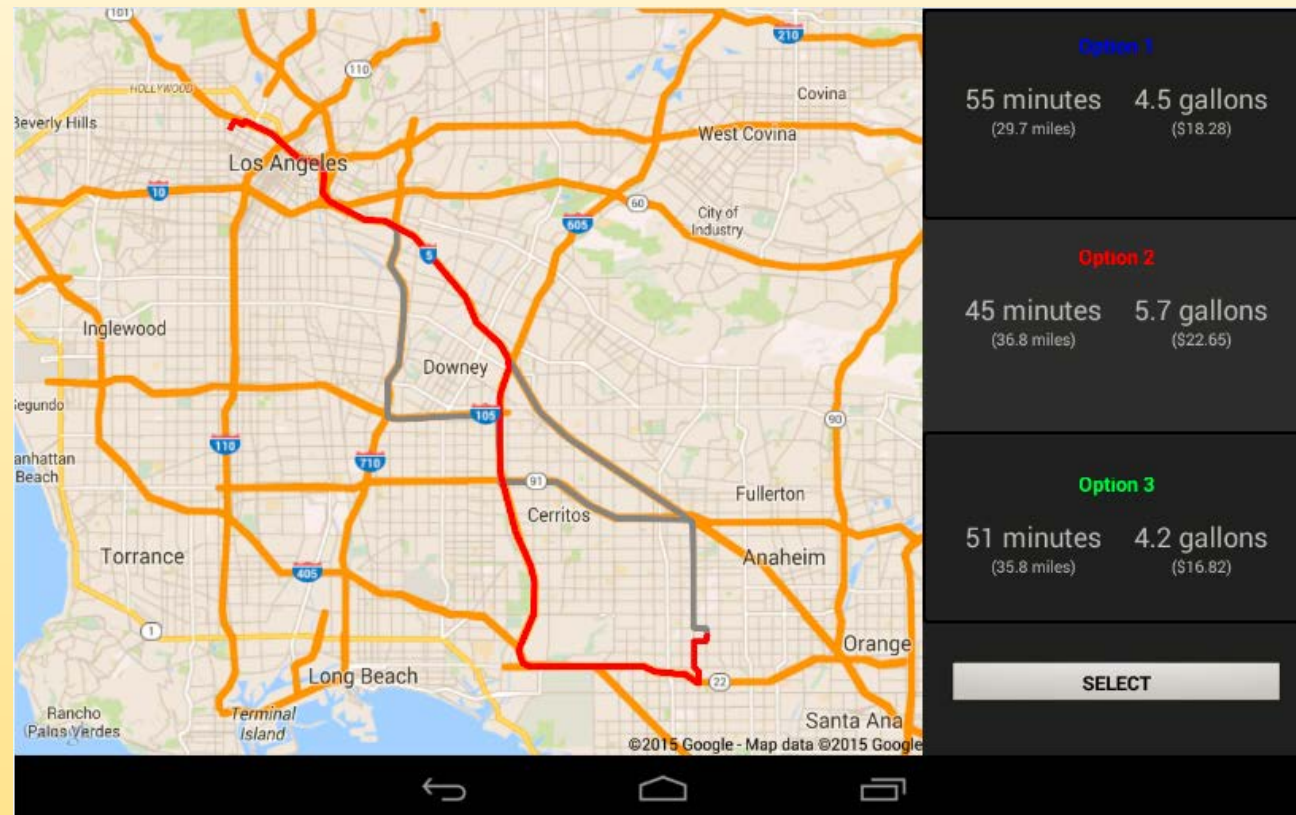 101
210
110
HOLLYWOOD
Covina
Beverly Hills
West Covina
Los Angeles
10
60
City of
Industry
605
5
Inglewood
Downey
105
90
Segundo
110
710
Manhattan
Beach
91
Fullerton
Cerritos
Torrance
Anaheim
405
1
Orange
Long Beach
22
Rancho
Palos Verdes
Terminal
Island
Santa Ana
©2015 Google - Map data ©2015 Google
Option 1
55 minutes 4.5 gallons
(29.7 miles) ($18.28)
Option 2
45 minutes 5.7 gallons
(36.8 miles) ($22.65)
Option 3
51 minutes 4.2 gallons
(35.8 miles) ($16.82)
SELECT